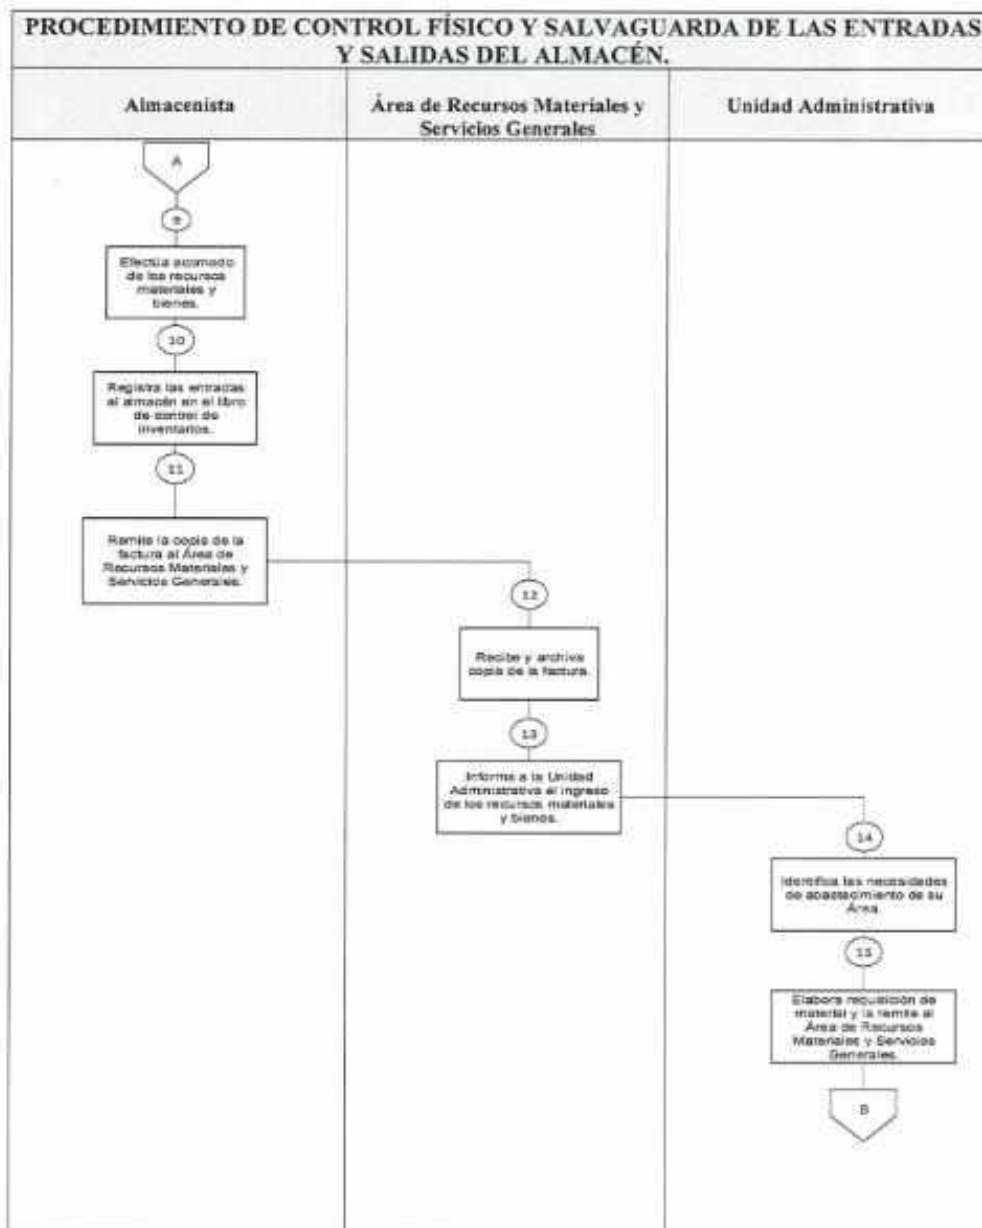 PROCEDIMIENTO DE CONTROL FÍSICO Y SALVAGUARDA DE LAS ENTRADAS
Y SALIDAS DEL ALMACÉN.
Almacenista
Área de Recursos Materiales y
Servicios Generales
Unidad Administrativa
A
9
Efectúa acomodo
de los recursos
materiales y
bienes.
10
Registra las entradas
al almacén en el libro
de control de
inventarios.
11
Remite la copia de la
factura al Área de
Recursos Materiales y
Servicios Generales.
12
Recibe y archiva
copia de la factura.
13
Informa a la Unidad
Administrativa el ingreso
de los recursos materiales
y bienes.
14
Identifica las necesidades
de abastecimiento de su
Área.
15
Elabora requisición de
material y la remite al
Área de Recursos
Materiales y Servicios
Generales.
B